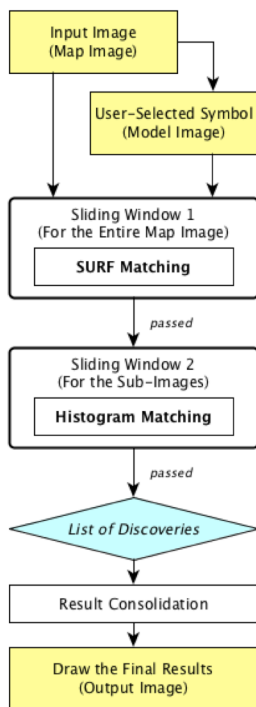 Input Image
(Map Image)
User-Selected Symbol
(Model Image)
Sliding Window 1
(For the Entire Map Image)
SURF Matching
passed
Sliding Window 2
(For the Sub-Images)
Histogram Matching
passed
List of Discoveries
Result Consolidation
Draw the Final Results
(Output Image)